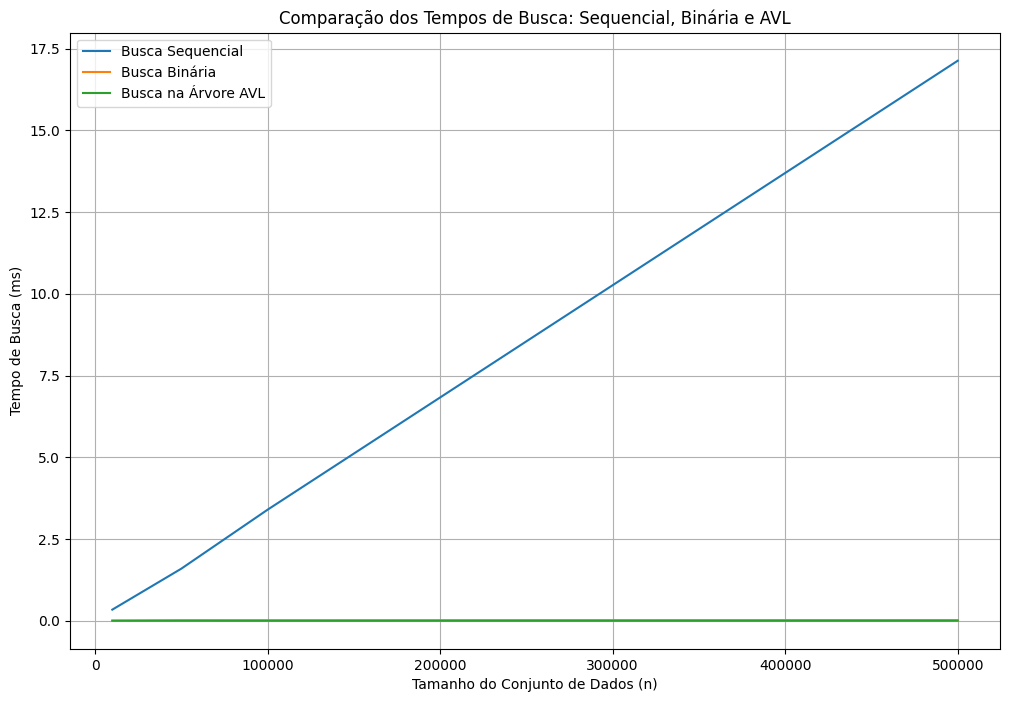 Comparação dos Tempos de Busca: Sequencial, Binária e AVL
Busca Sequencial
Busca Binária
Busca na Árvore AVL
Tempo de Busca (ms)
17.5
15.0
12.5
10.0
7.5
5.0
2.5
0.0
0 100000 200000 300000 400000 500000
Tamanho do Conjunto de Dados (n)